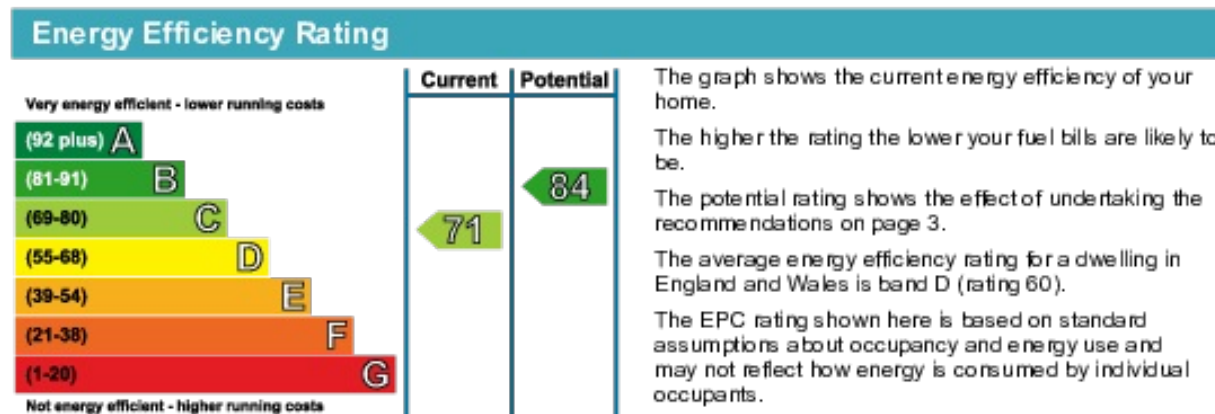 Energy Efficiency Rating
Current
Potential
Very energy efficient - lower running costs
(92 plus) A
(81-91) B
(69-80) C
(55-68) D
(39-54) E
(21-38) F
(1-20) G
Not energy efficient - higher running costs
71
84
The graph shows the current energy efficiency of your
home.
The higher the rating the lower your fuel bills are likely to
be.
The potential rating shows the effect of undertaking the
recommendations on page 3.
The average energy efficiency rating for a dwelling in
England and Wales is band D (rating 60).
The EPC rating shown here is based on standard
assumptions about occupancy and energy use and
may not reflect how energy is consumed by individual
occupants.